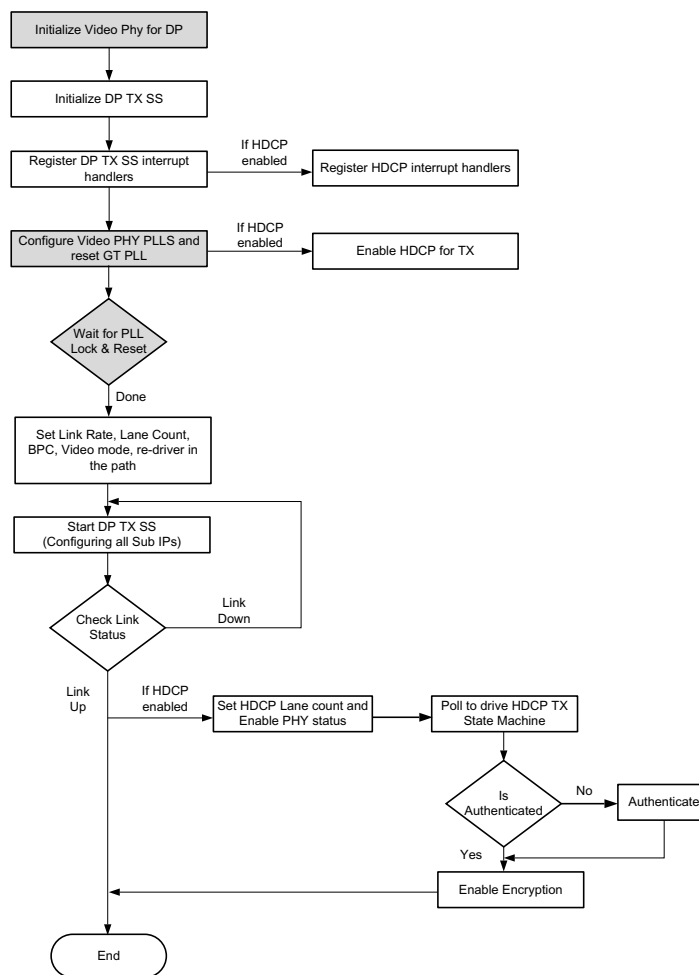 Initialize Video Phy for DP
Initialize DP TX SS
Register DP TX SS interrupt
handlers
If HDCP
enabled
Register HDCP interrupt handlers
Configure Video PHY PLLS and
reset GT PLL
If HDCP
enabled
Enable HDCP for TX
Wait for PLL
Lock & Reset
Done
Set Link Rate, Lane Count,
BPC, Video mode, re-driver in
the path
Start DP TX SS
(Configuring all Sub IPs)
Check Link
Status
Link
Down
Link
Up
If HDCP
enabled
Set HDCP Lane count and
Enable PHY status
Poll to drive HDCP TX
State Machine
Is
Authenticated
No
Authenticate
Yes
Enable Encryption
End